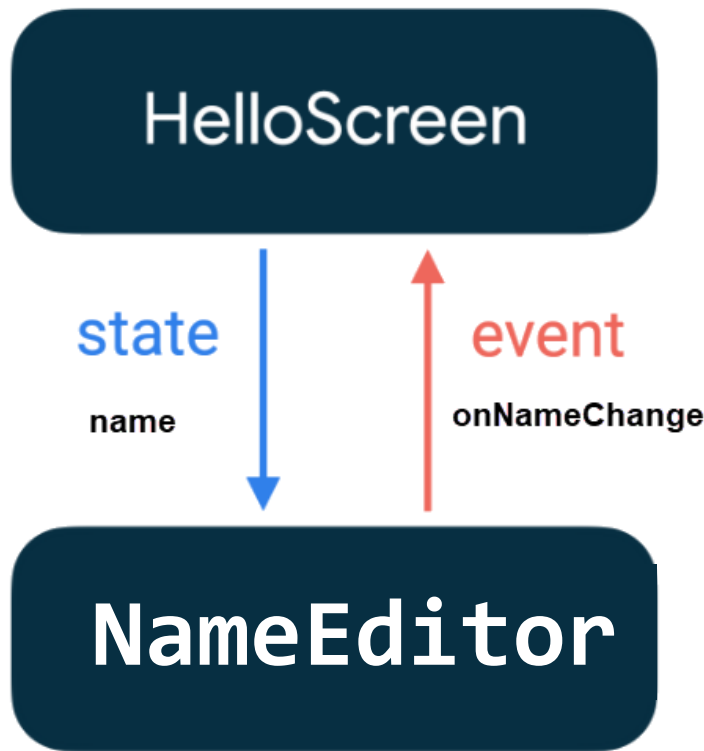 HelloScreen
state
event
name
onNameChange
NameEditor